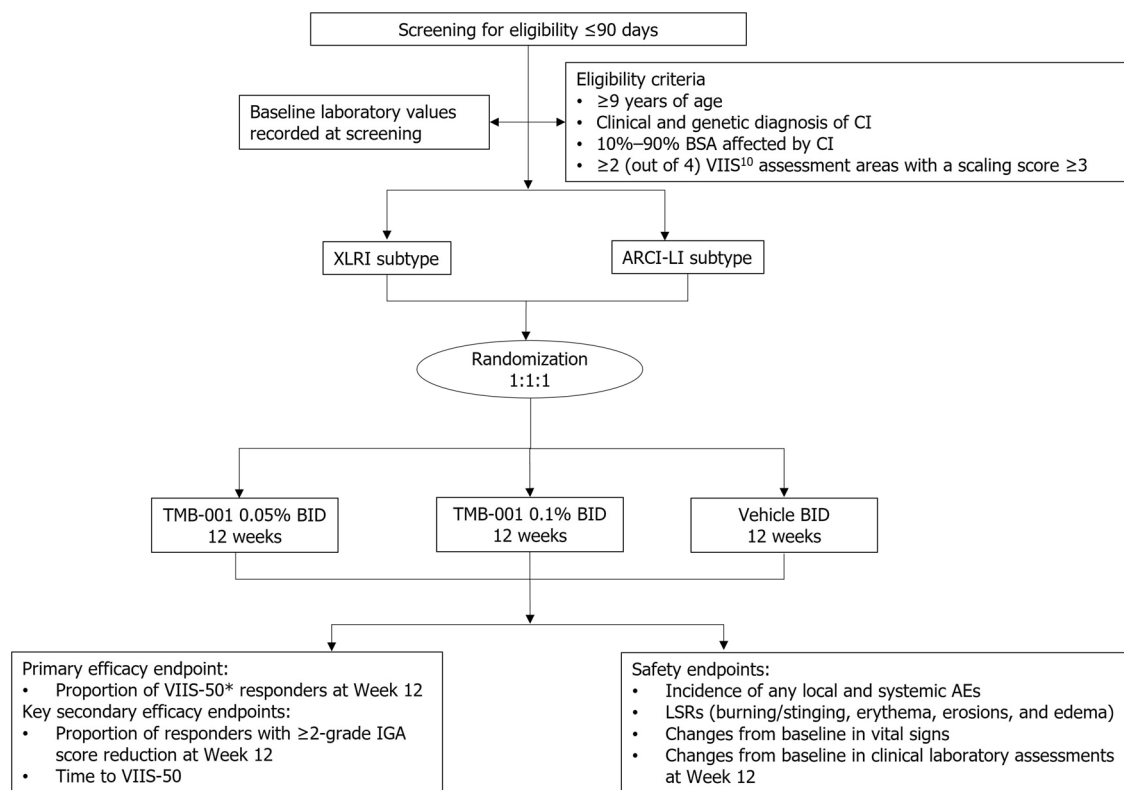 Screening for eligibility ≤90 days
Baseline laboratory values
recorded at screening
Eligibility criteria
• ≥9 years of age
• Clinical and genetic diagnosis of CI
• 10%–90% BSA affected by CI
• ≥2 (out of 4) VIIS¹⁰ assessment areas with a scaling score ≥3
XLRI subtype
ARCI-LI subtype
Randomization
1:1:1
TMB-001 0.05% BID
12 weeks
TMB-001 0.1% BID
12 weeks
Vehicle BID
12 weeks
Primary efficacy endpoint:
• Proportion of VIIS-50* responders at Week 12
Key secondary efficacy endpoints:
• Proportion of responders with ≥2-grade IGA
score reduction at Week 12
• Time to VIIS-50
Safety endpoints:
• Incidence of any local and systemic AEs
• LSRs (burning/stinging, erythema, erosions, and edema)
• Changes from baseline in vital signs
• Changes from baseline in clinical laboratory assessments
at Week 12